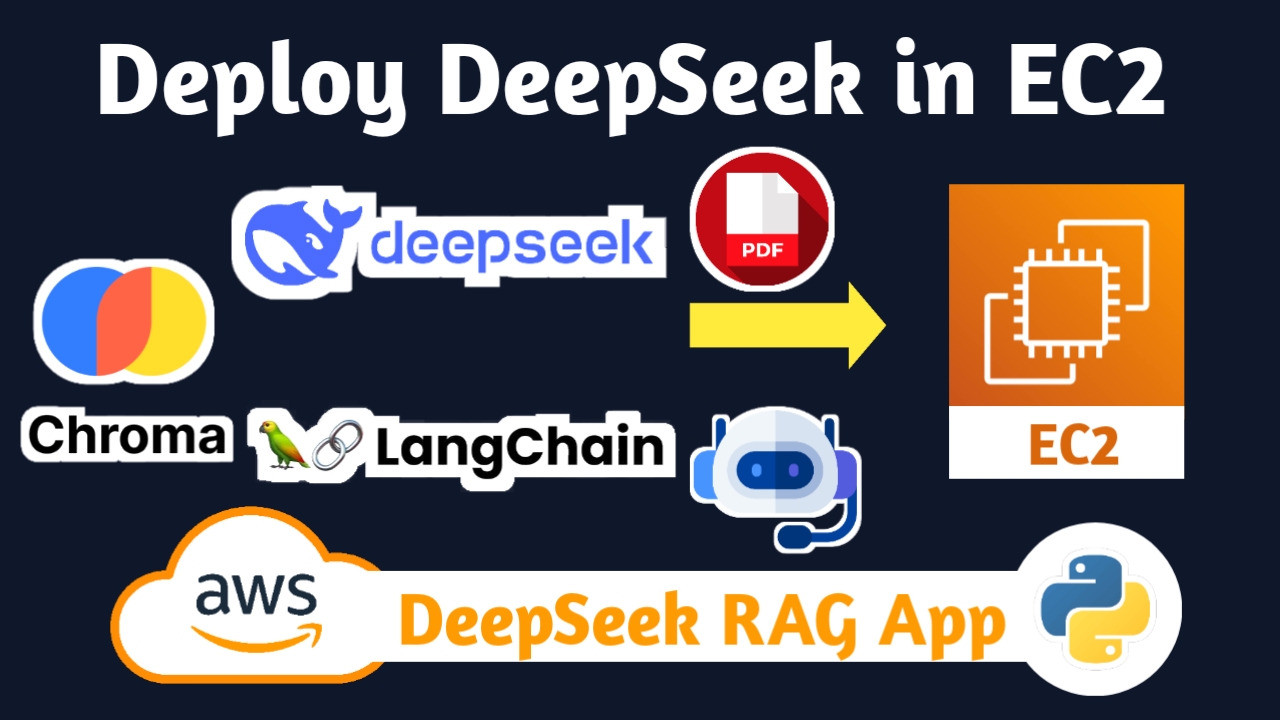 Deploy DeepSeek in EC2
deepseek
PDF
Chroma
LangChain
EC2
aws
DeepSeek RAG App